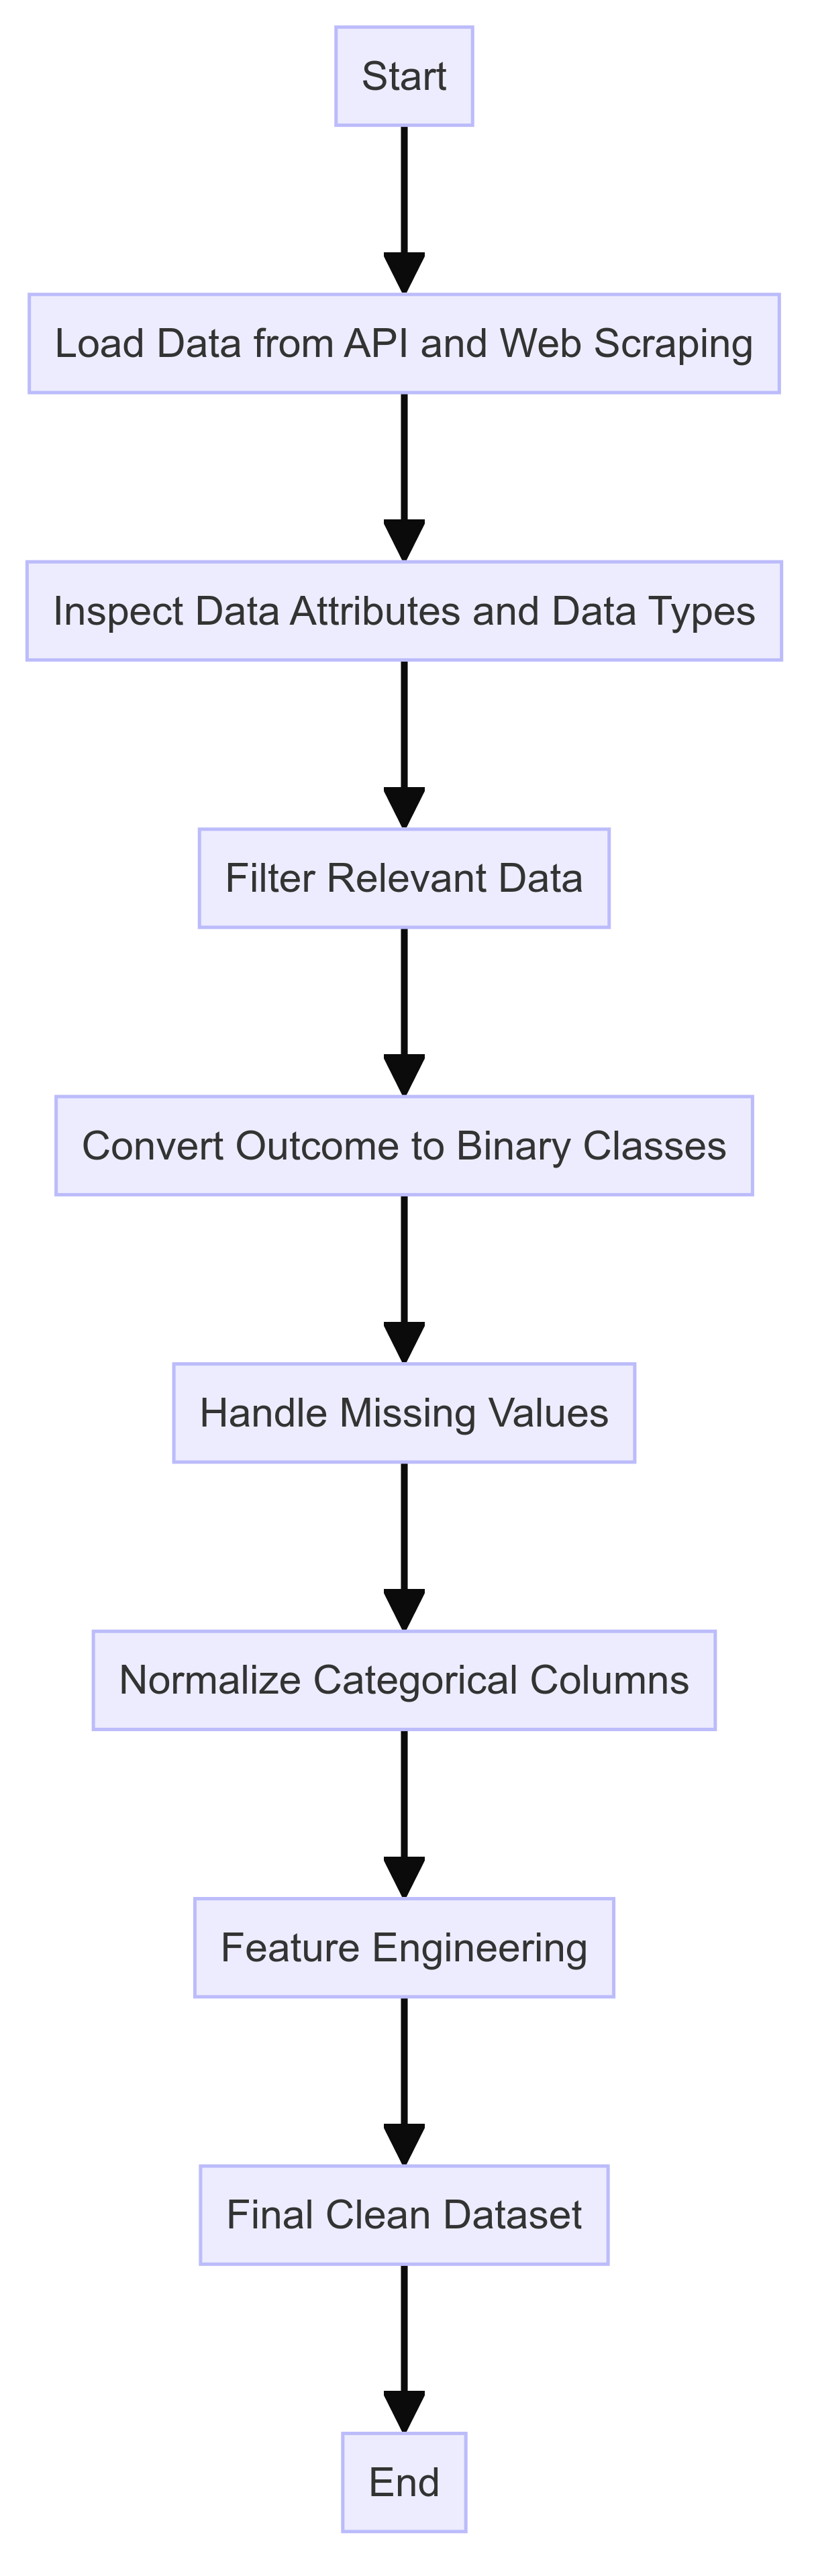 Start
Load Data from API and Web Scraping
Inspect Data Attributes and Data Types
Filter Relevant Data
Convert Outcome to Binary Classes
Handle Missing Values
Normalize Categorical Columns
Feature Engineering
Final Clean Dataset
End